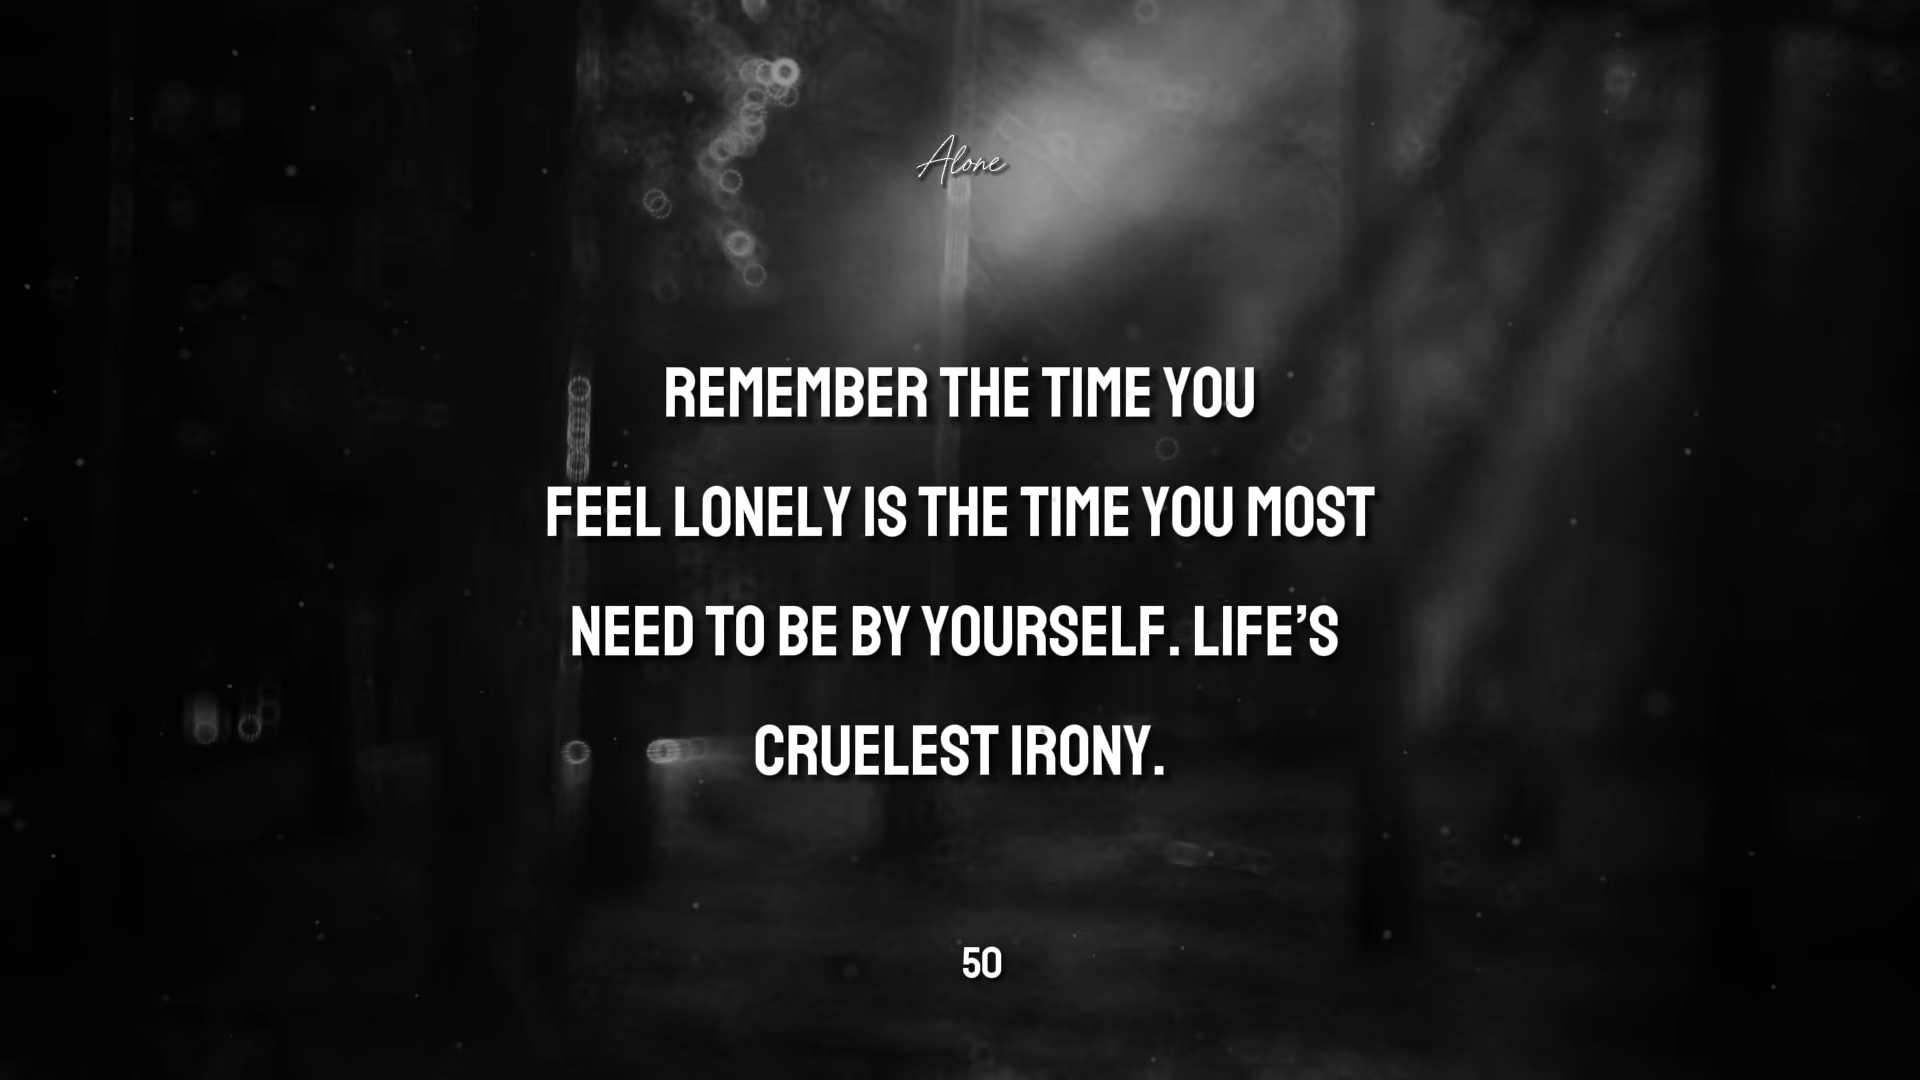 Alone
REMEMBER THE TIME YOU
FEEL LONELY IS THE TIME YOU MOST
NEED TO BE BY YOURSELF. LIFE’S
CRUELEST IRONY.
50